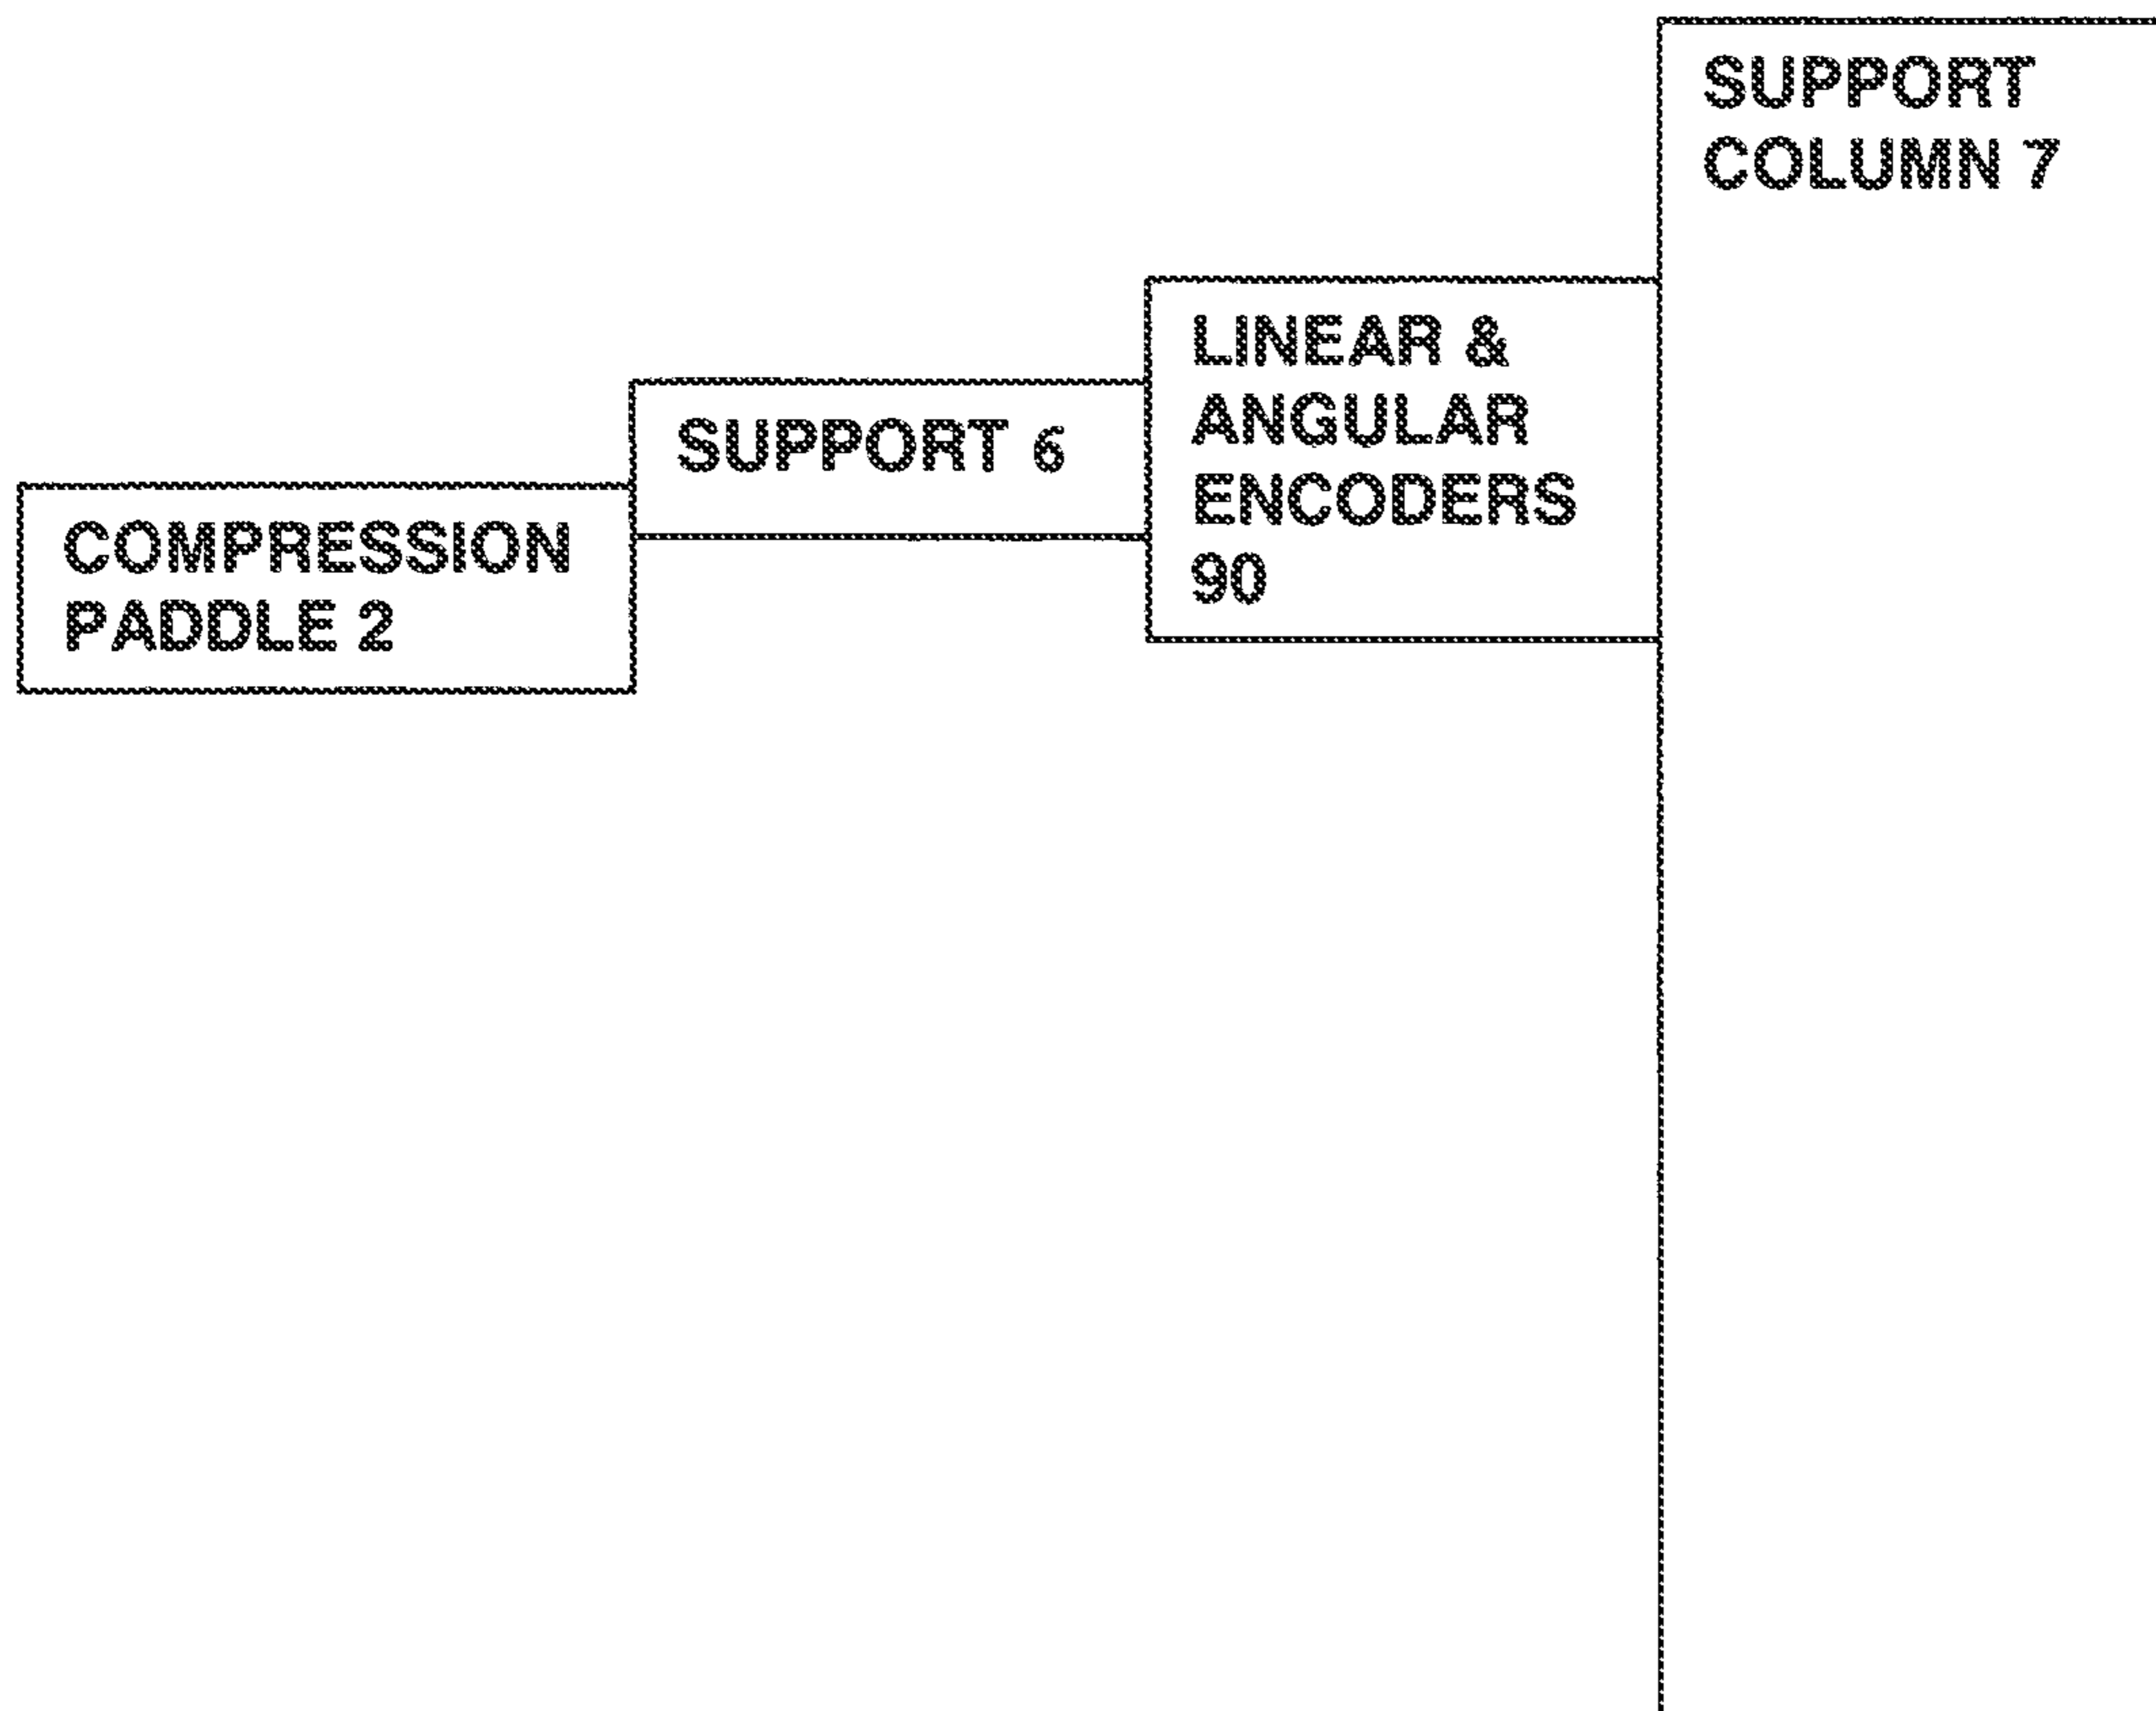 SUPPORT
COLUMN 7
LINEAR &
ANGULAR
ENCODERS
90
SUPPORT 6
COMPRESSION
PADDLE 2